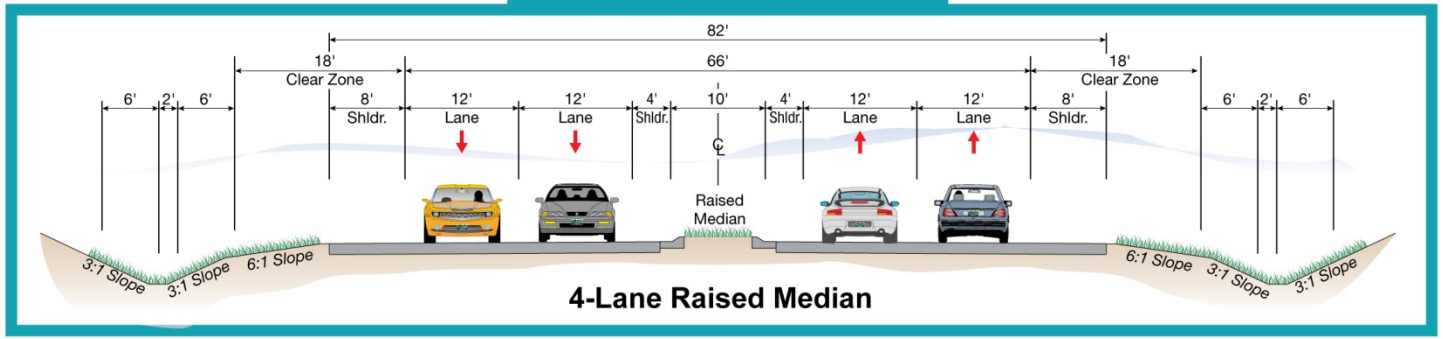 82'
18'
Clear Zone
66'
18'
Clear Zone
6' 2' 6'
8'
Shldr.
12'
Lane
12'
Lane
4'
Shldr.
10'
4'
Shldr.
12'
Lane
12'
Lane
8'
Shldr.
6' 2' 6'
℄
Raised
Median
3:1 Slope
3:1 Slope
6:1 Slope
6:1 Slope
3:1 Slope
3:1 Slope
4-Lane Raised Median